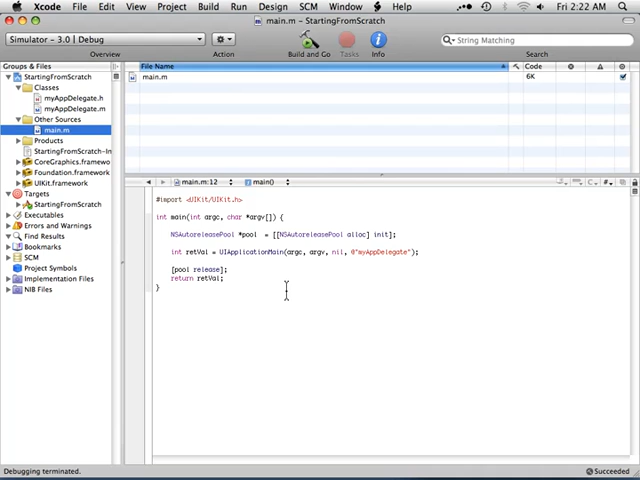 Xcode File Edit View Project Build Run Design SCM Window Help Fri 2:22 AM
main.m - StartingFromScratch
Simulator - 3.0 | Debug
String Matching
Overview Action Build and Go Tasks Info Search
Groups & Files
File Name Code
StartingFromScratch
main.m 6K
Classes
myAppDelegate.h
myAppDelegate.m
Other Sources
main.m
Products
StartingFromScratch-In
CoreGraphics.framewo
Foundation.framework
UIKit.framework
Targets
StartingFromScratch
Executables
Errors and Warnings
Find Results
Bookmarks
SCM
Project Symbols
Implementation Files
NIB Files
main.m:12 main()
#import <UIKit/UIKit.h>
int main(int argc, char *argv[]) {
NSAutoreleasePool *pool = [[NSAutoreleasePool alloc] init];
int retVal = UIApplicationMain(argc, argv, nil, @"myAppDelegate");
[pool release];
return retVal;
}
Debugging terminated. Succeeded